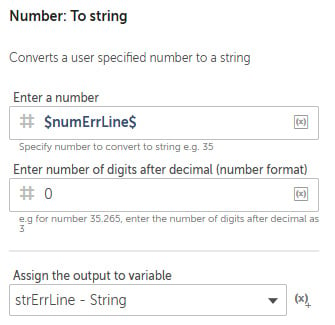 Number: To string
Converts a user specified number to a string
Enter a number
# $numErrLine$ (x)
Specify number to convert to string e.g. 35
Enter number of digits after decimal (number format)
# 0 (x)
e.g for number 35.265, enter the number of digits after decimal as
3
Assign the output to variable
strErrLine - String (x)+